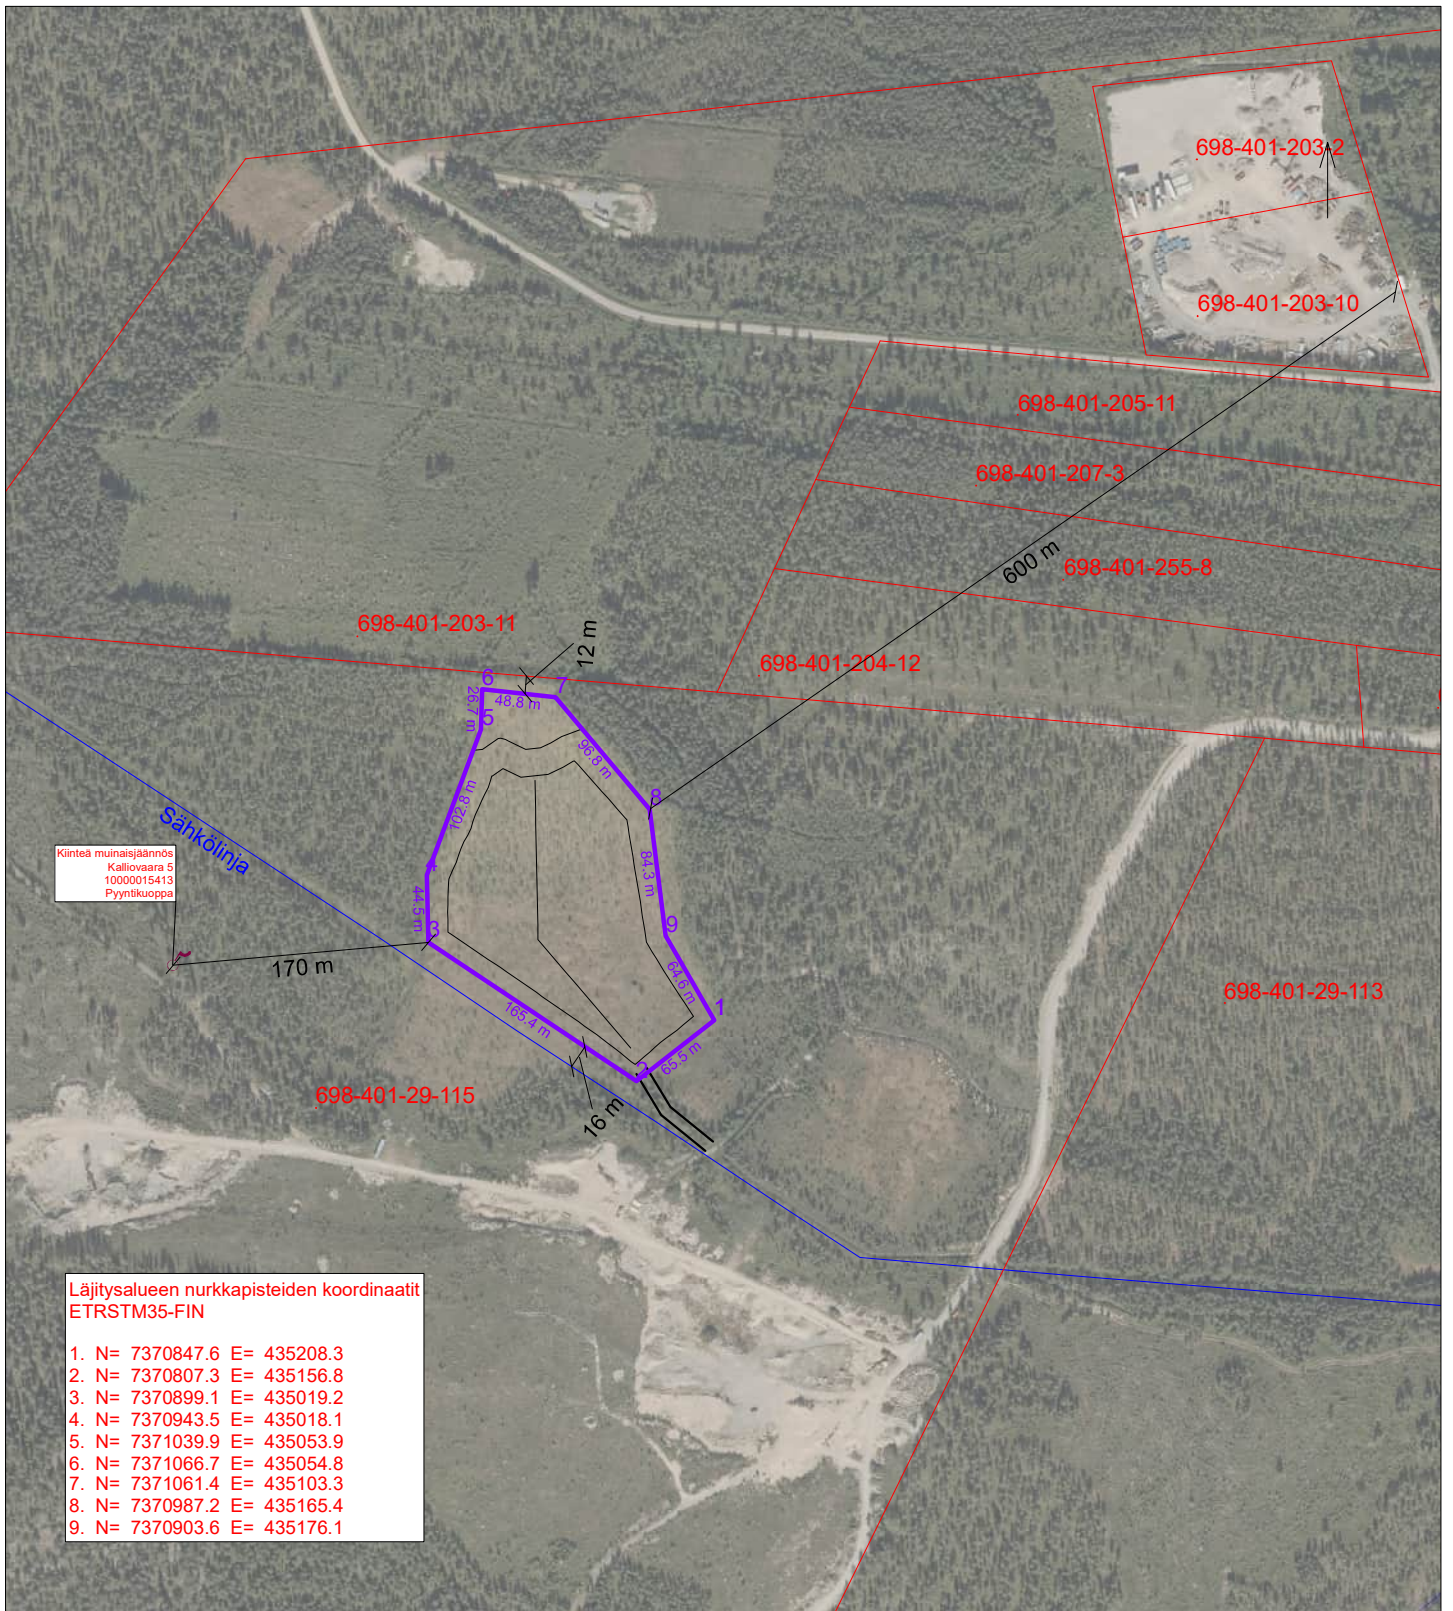 698-401-203-2
698-401-203-10
698-401-205-11
698-401-207-3
600 m
698-401-255-8
698-401-203-11
12 m
698-401-204-12
6
7
48.8 m
26.7 m
5
96.8 m
8
102.8 m
Sähkölinja
Kiinteä muinaisjäännös
Kalliovaara 5
10000015413
Pyyntikuoppa
4
84.3 m
44.5 m
3
9
170 m
64.6 m
698-401-29-113
1
165.4 m
2
65.5 m
698-401-29-115
16 m
Läjitysalueen nurkkapisteiden koordinaatit
ETRSTM35-FIN
1. N= 7370847.6 E= 435208.3
2. N= 7370807.3 E= 435156.8
3. N= 7370899.1 E= 435019.2
4. N= 7370943.5 E= 435018.1
5. N= 7371039.9 E= 435053.9
6. N= 7371066.7 E= 435054.8
7. N= 7371061.4 E= 435103.3
8. N= 7370987.2 E= 435165.4
9. N= 7370903.6 E= 435176.1